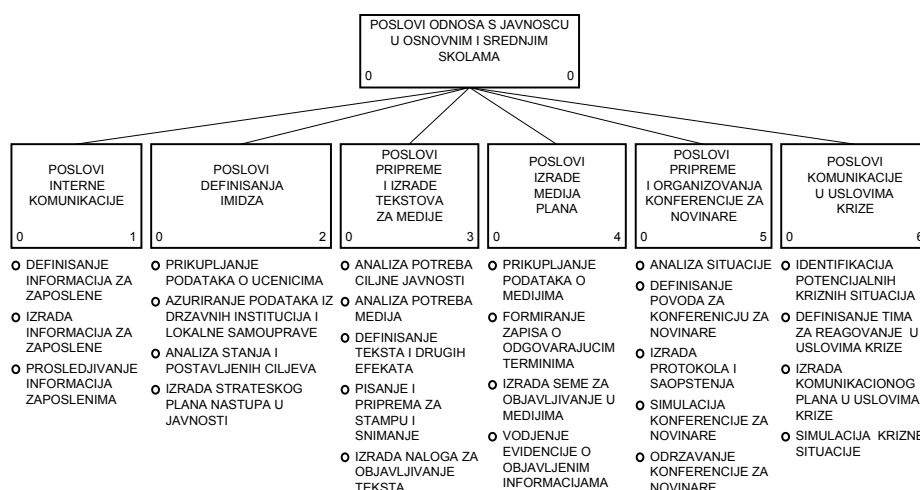 POSLOVI ODNOSA S JAVNOSCU
U OSNOVNIM I SREDNJIM
SKOLAMA
0 0
POSLOVI
INTERNE
KOMUNIKACIJE
0 1
DEFINISANJE
INFORMACIJA ZA
ZAPOSLENE
IZRADA
INFORMACIJA ZA
ZAPOSLENE
PROSLEDJIVANJE
INFORMACIJA
ZAPOSLENIMA
POSLOVI
DEFINISANJA
IMIDZA
0 2
PRIKUPLJANJE
PODATAKA O UCENICIMA
AZURIRANJE PODATAKA IZ
DRZAVNIH INSTITUCIJA I
LOKALNE SAMOUPRAVE
ANALIZA STANJA I
POSTAVLJENIH CILJEVA
IZRADA STRATESKOG
PLANA NASTUPA U
JAVNOSTI
POSLOVI
PRIPREME
I IZRADE
TEKSTOVA
ZA MEDIJE
0 3
ANALIZA POTREBA
CILJNE JAVNOSTI
ANALIZA POTREBA
MEDIJA
DEFINISANJE
TEKSTA I DRUGIH
EFEKATA
PISANJE I
PRIPREMA ZA
STAMPU I
SNIMANJE
IZRADA NALOGA ZA
OBJAVLJIVANJE
TEKSTA
POSLOVI
IZRADE
MEDIJA
PLANA
0 4
PRIKUPLJANJE
PODATAKA O
MEDIJIMA
FORMIRANJE
ZAPISA O
ODGOVARAJUCIM
TERMINIMA
IZRADA SEME ZA
OBJAVLJIVANJE U
MEDIJIMA
VODJENJE
EVIDENCIJE O
OBJAVLJENIM
INFORMACIJAMA
POSLOVI
PRIPREME
I ORGANIZOVANJA
KONFERENCIJE ZA
NOVINARE
0 5
ANALIZA SITUACIJE
DEFINISANJE
POVODA ZA
KONFERENICJU ZA
NOVINARE
IZRADA
PROTOKOLA I
SAOPSTENJA
SIMULACIJA
KONFERENCIJE ZA
NOVINARE
ODRZAVANJE
KONFERENCIJE ZA
NOVINARE
POSLOVI
KOMUNIKACIJE
U USLOVIMA
KRIZE
0 6
IDENTIFIKACIJA
POTENCIJALNIH
KRIZNIH SITUACIJA
DEFINISANJE TIMA
ZA REAGOVANJE U
USLOVIMA KRIZE
IZRADA
KOMUNIKACIONOG
PLANA U USLOVIMA
KRIZE
SIMULACIJA KRIZNE
SITUACIJE